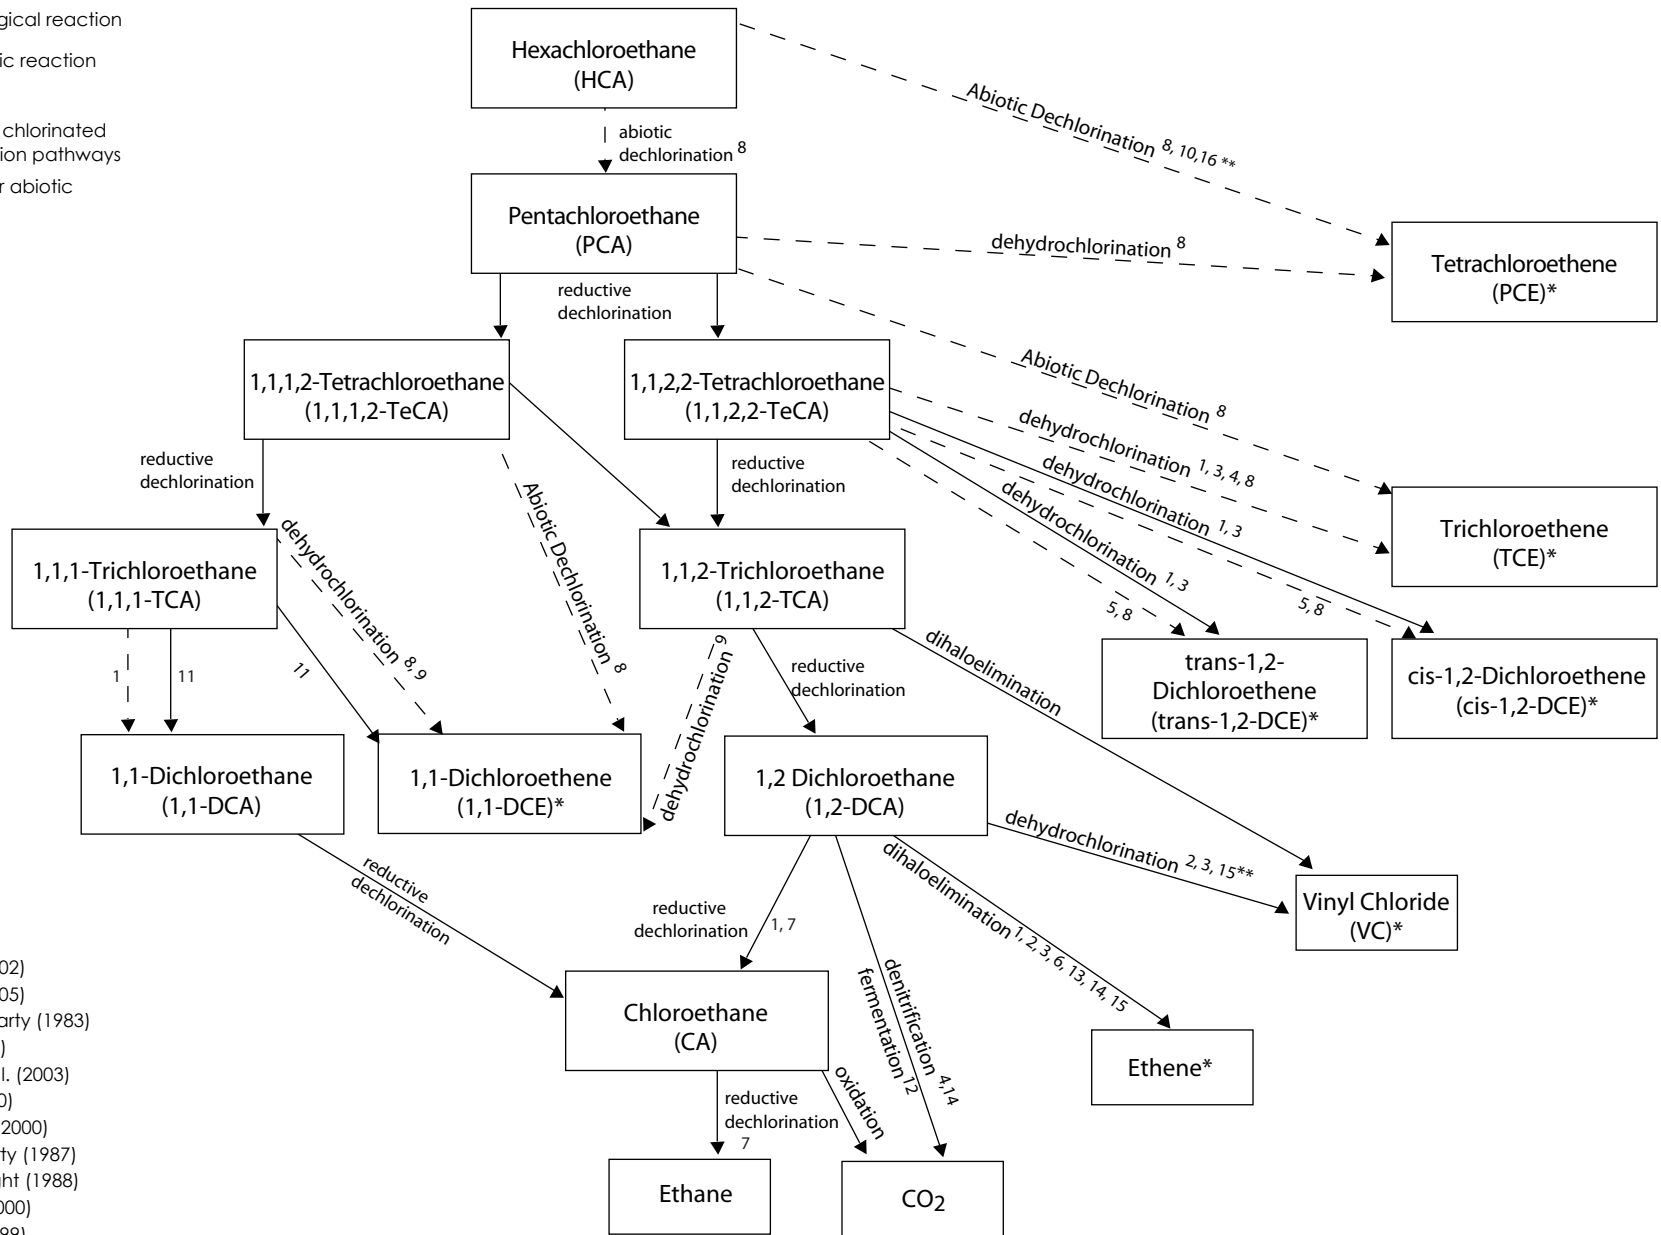 gical reaction
ic reaction
chlorinated
ion pathways
r abiotic
Hexachloroethane
(HCA)
Abiotic Dechlorination 8, 10,16 **
abiotic
dechlorination 8
Pentachloroethane
(PCA)
dehydrochlorination 8
Tetrachloroethene
(PCE)*
reductive
dechlorination
Abiotic Dechlorination 8
1,1,1,2-Tetrachloroethane
(1,1,1,2-TeCA)
1,1,2,2-Tetrachloroethane
(1,1,2,2-TeCA)
dehydrochlorination 1, 3, 4, 8
dehydrochlorination 1, 3
dehydrochlorination 1, 3
5, 8
5, 8
Trichloroethene
(TCE)*
reductive
dechlorination
Abiotic Dechlorination 8
reductive
dechlorination
1,1,1-Trichloroethane
(1,1,1-TCA)
dehydrochlorination 8, 9
1,1,2-Trichloroethane
(1,1,2-TCA)
1
11
11
dehydrochlorination 9
reductive
dechlorination
dihaloelimination
trans-1,2-
Dichloroethene
(trans-1,2-DCE)*
cis-1,2-Dichloroethene
(cis-1,2-DCE)*
1,1-Dichloroethane
(1,1-DCA)
1,1-Dichloroethene
(1,1-DCE)*
1,2 Dichloroethane
(1,2-DCA)
dehydrochlorination 2, 3, 15**
Vinyl Chloride
(VC)*
reductive
dechlorination
reductive
dechlorination
1, 7
dihaloelimination 1, 2, 3, 6, 13, 14, 15
denitrification 4,14
fermentation 12
Chloroethane
(CA)
Ethene*
oxidation
reductive
dechlorination
7
Ethane
CO2
02)
05)
arty (1983)
)
l. (2003)
0)
2000)
ty (1987)
ght (1988)
000)
99)